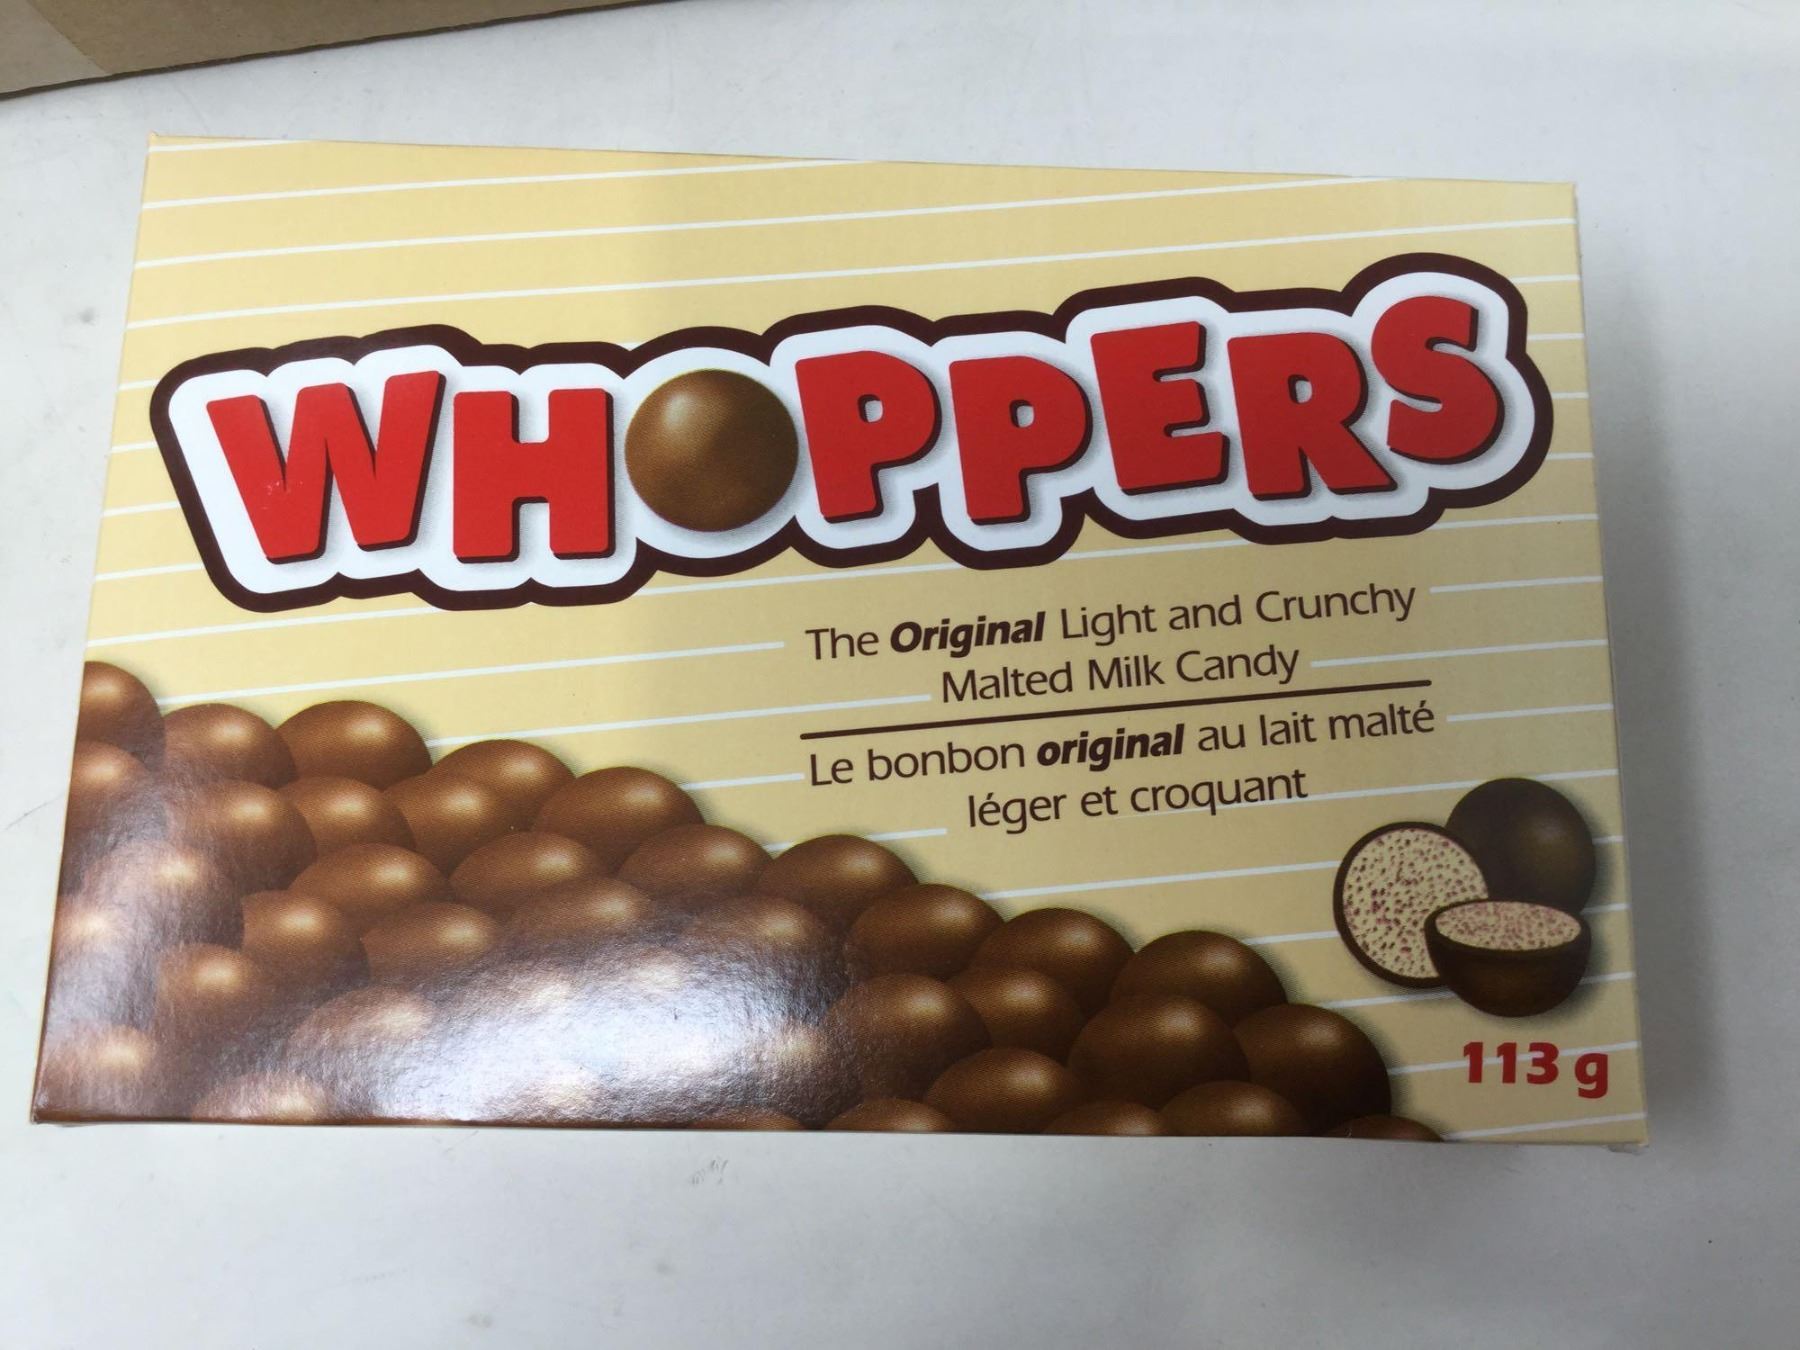 WHOPPERS
The Original Light and Crunchy
Malted Milk Candy
Le bonbon original au lait malté
léger et croquant
113 g